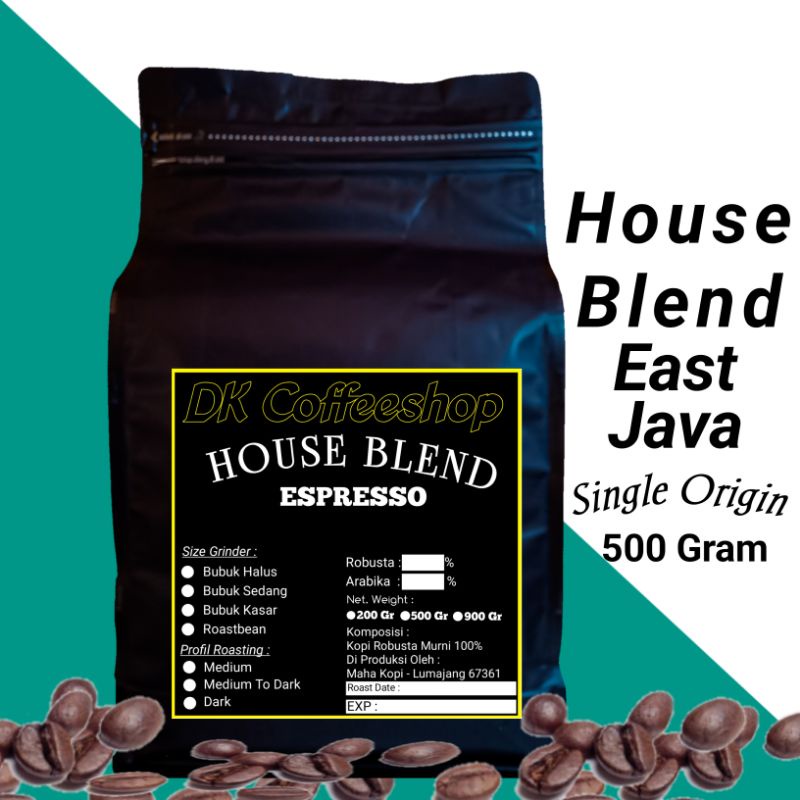 House
Blend
East
Java
Single Origin
500 Gram
DK Coffeeshop
HOUSE BLEND
ESPRESSO
Size Grinder :
Bubuk Halus
Bubuk Sedang
Bubuk Kasar
Roastbean
Profil Roasting :
Medium
Medium To Dark
Dark
Robusta : %
Arabika : %
Net. Weight :
200 Gr 500 Gr 900 Gr
Komposisi :
Kopi Robusta Murni 100%
Di Produksi Oleh :
Maha Kopi - Lumajang 67361
Roast Date :
EXP :